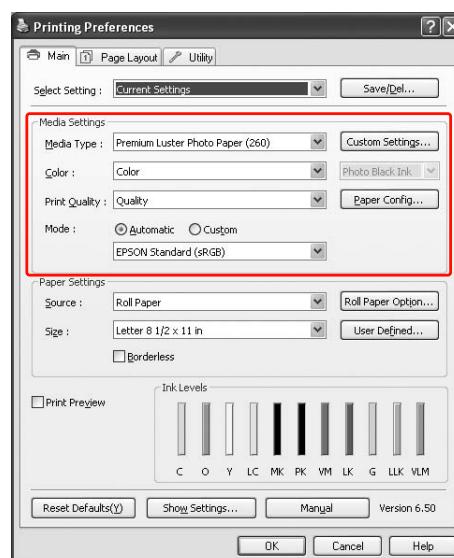 Printing Preferences
Main Page Layout Utility
Select Setting : Current Settings Save/Del...
Media Settings
Media Type : Premium Luster Photo Paper (260) Custom Settings...
Color : Color Photo Black Ink
Print Quality : Quality Paper Config...
Mode : Automatic Custom
EPSON Standard (sRGB)
Paper Settings
Source : Roll Paper Roll Paper Option...
Size : Letter 8 1/2 x 11 in User Defined...
Borderless
Print Preview Ink Levels
C O Y LC MK PK VM LK G LLK VLM
Reset Defaults(Y) Show Settings... Manual Version 6.50
OK Cancel Help